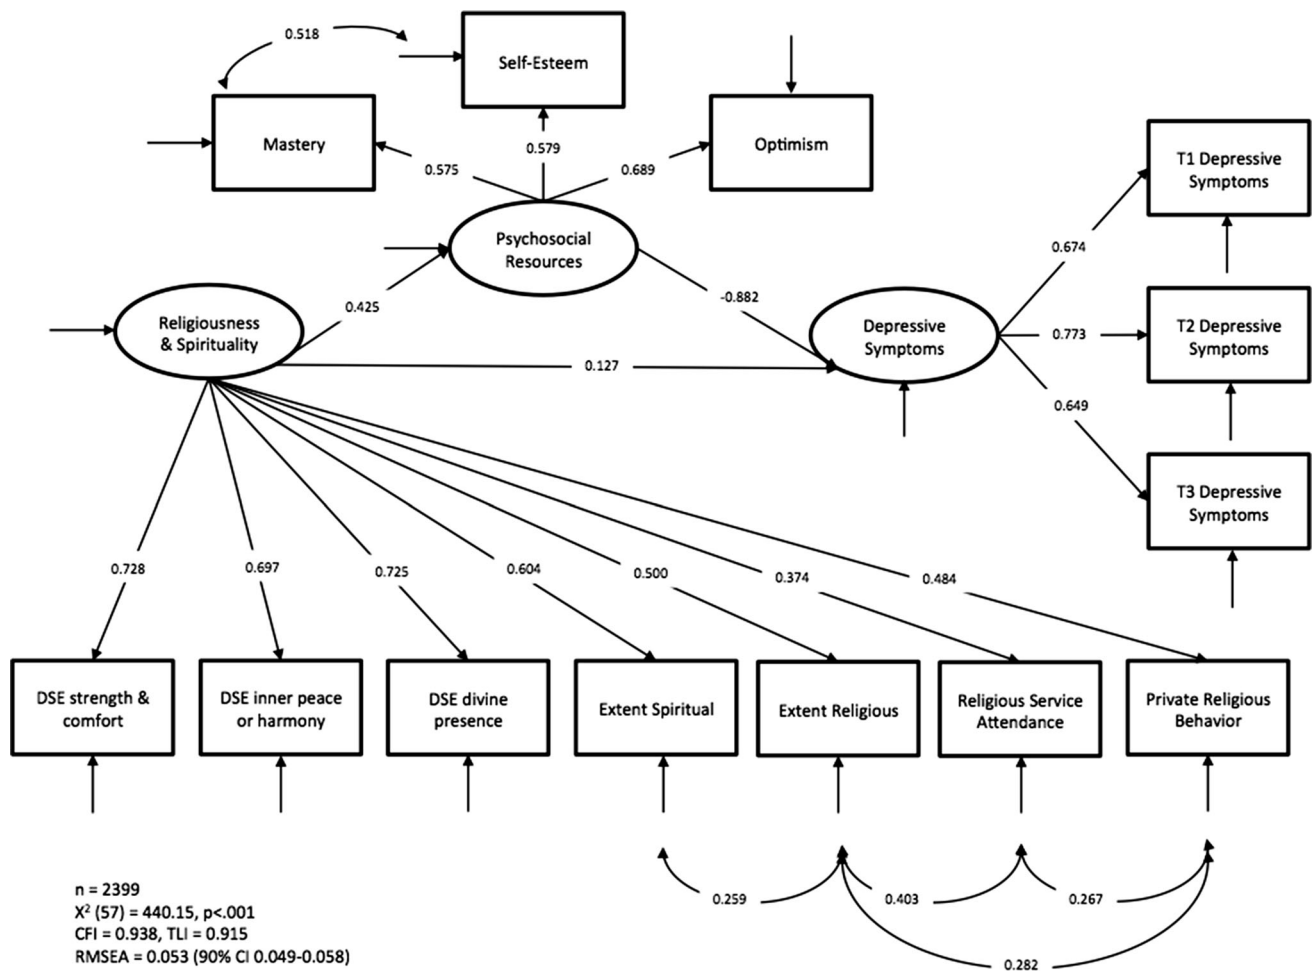 0.518
Self-Esteem
Mastery
Optimism
0.575
0.579
0.689
T1 Depressive
Symptoms
Psychosocial
Resources
0.674
0.425
-0.882
Religiousness
& Spirituality
Depressive
Symptoms
0.773
T2 Depressive
Symptoms
0.127
0.649
T3 Depressive
Symptoms
0.728
0.697
0.725
0.604
0.500
0.374
0.484
DSE strength &
comfort
DSE inner peace
or harmony
DSE divine
presence
Extent Spiritual
Extent Religious
Religious Service
Attendance
Private Religious
Behavior
0.259
0.403
0.267
0.282
n = 2399
X² (57) = 440.15, p<.001
CFI = 0.938, TLI = 0.915
RMSEA = 0.053 (90% CI 0.049-0.058)